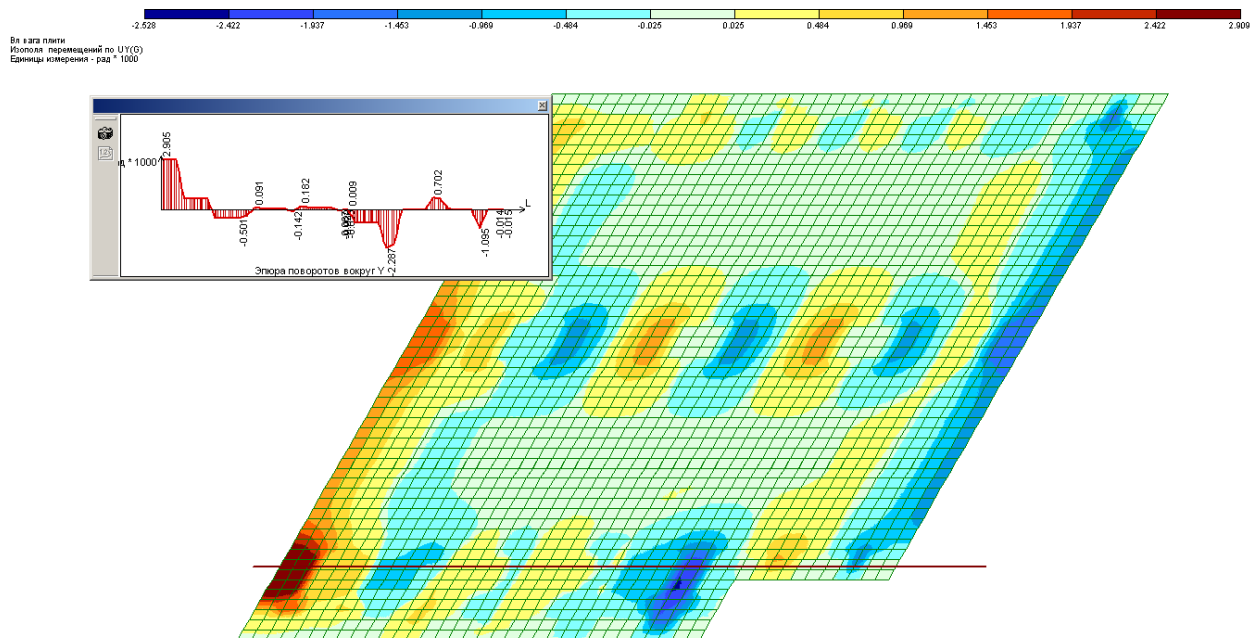 -2.528 -2.422 -1.937 -1.453 -0.969 -0.484 -0.025 0.025 0.484 0.969 1.453 1.937 2.422 2.909
Вл вага плити
Изополя перемещений по UY(G)
Единицы измерения - рад * 1000
2.905
* 1000
-0.501
0.091
-0.142
0.182
0.009
-2.287
0.702
-1.095
-0.014
-0.015
L
Эпюра поворотов вокруг Y